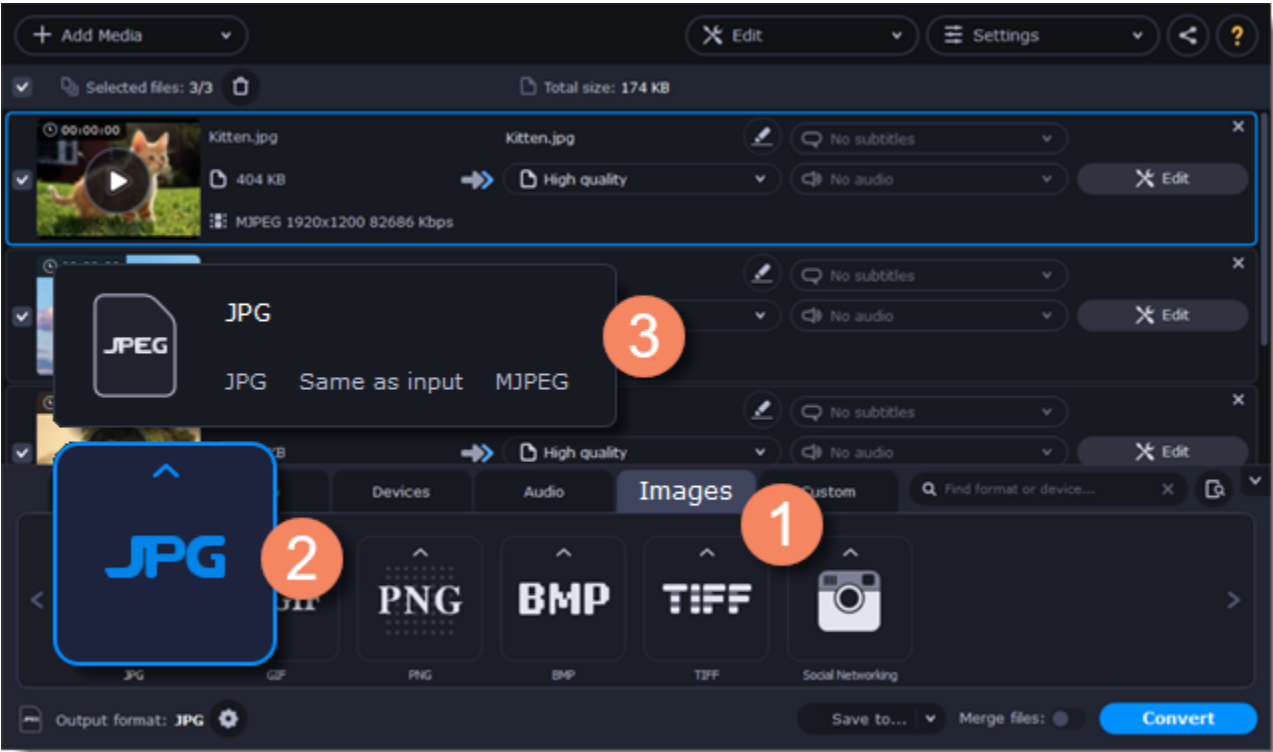 Add Media
Edit
Settings
?
Selected files: 3/3
Total size: 174 KB
00:00:00
Kitten.jpg
Kitten.jpg
No subtitles
404 KB
High quality
No audio
Edit
MJPEG 1920x1200 82686 Kbps
No subtitles
JPG
3
No audio
Edit
JPEG
JPG Same as input MJPEG
No subtitles
KB
High quality
No audio
Edit
Devices
Audio
Images
1
Custom
Find format or device...
JPG
2
GIF
PNG
BMP
TIFF
JPG
GIF
PNG
BMP
TIFF
Social Networking
JPEG
Output format: JPG
Save to...
Merge files:
Convert